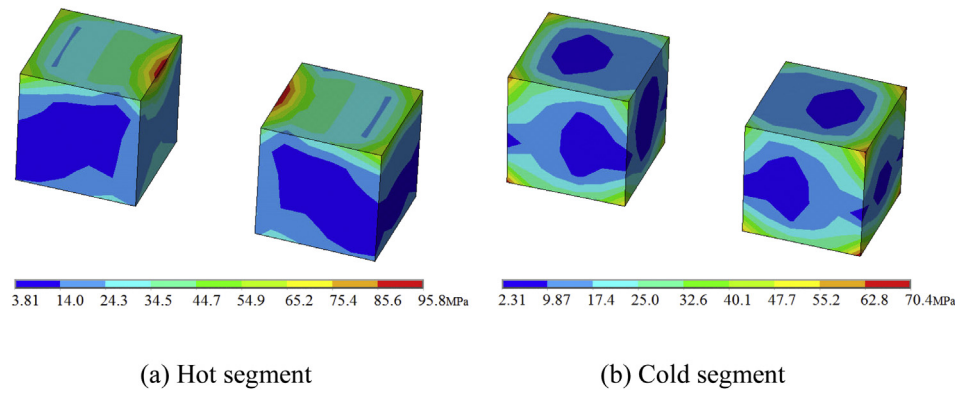 3.81 14.0 24.3 34.5 44.7 54.9 65.2 75.4 85.6 95.8MPa
2.31 9.87 17.4 25.0 32.6 40.1 47.7 55.2 62.8 70.4MPa
(a) Hot segment
(b) Cold segment